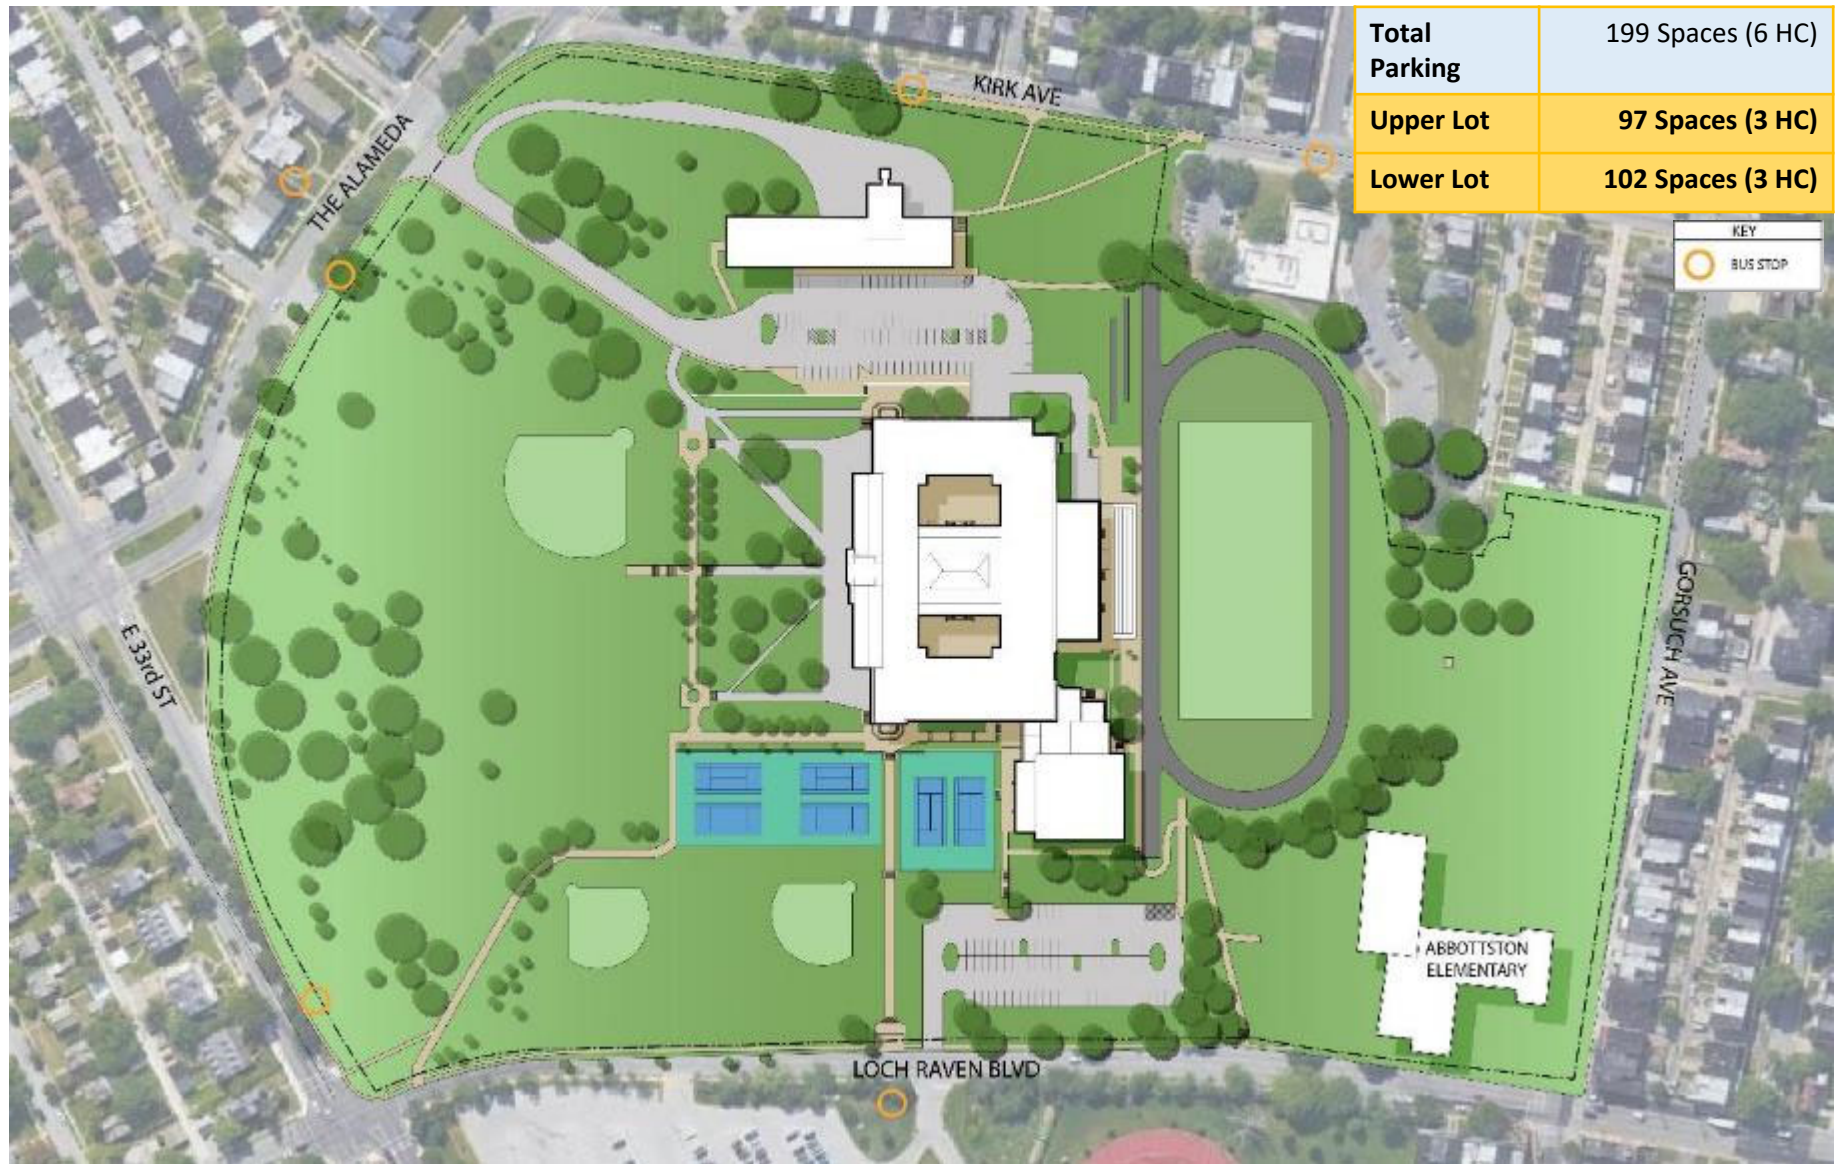 Total
Parking
199 Spaces (6 HC)
Upper Lot
97 Spaces (3 HC)
Lower Lot
102 Spaces (3 HC)
KEY
BUS STOP
KIRK AVE
THE ALAMEDA
E 33rd ST
GORSUCH AVE
ABBOTTSTON
ELEMENTARY
LOCH RAVEN BLVD